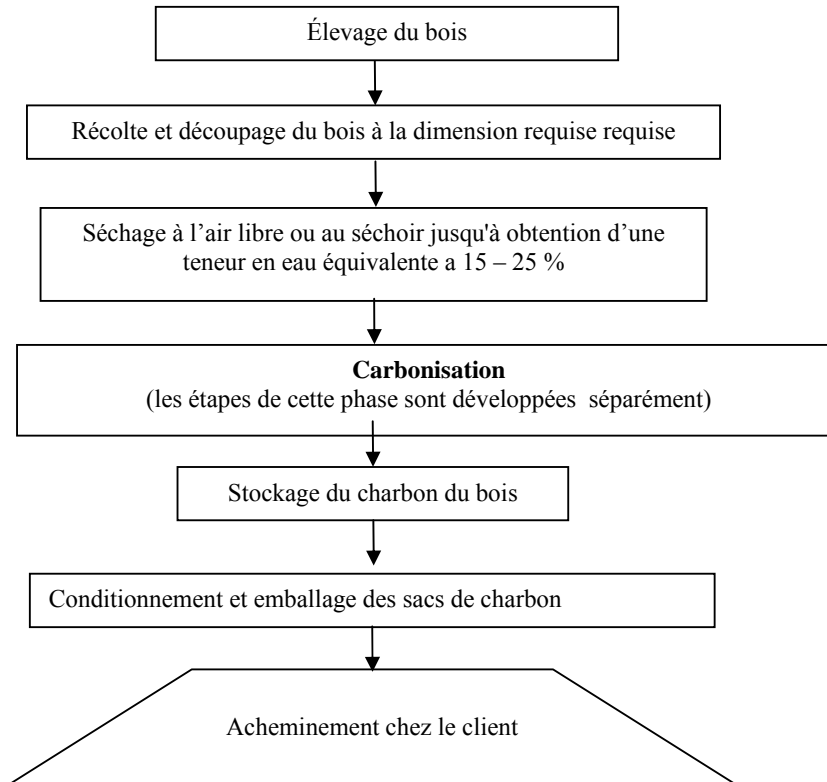 Élevage du bois
Récolte et découpage du bois à la dimension requise requise
Séchage à l’air libre ou au séchoir jusqu'à obtention d’une
teneur en eau équivalente a 15 – 25 %
Carbonisation
(les étapes de cette phase sont développées séparément)
Stockage du charbon du bois
Conditionnement et emballage des sacs de charbon
Acheminement chez le client